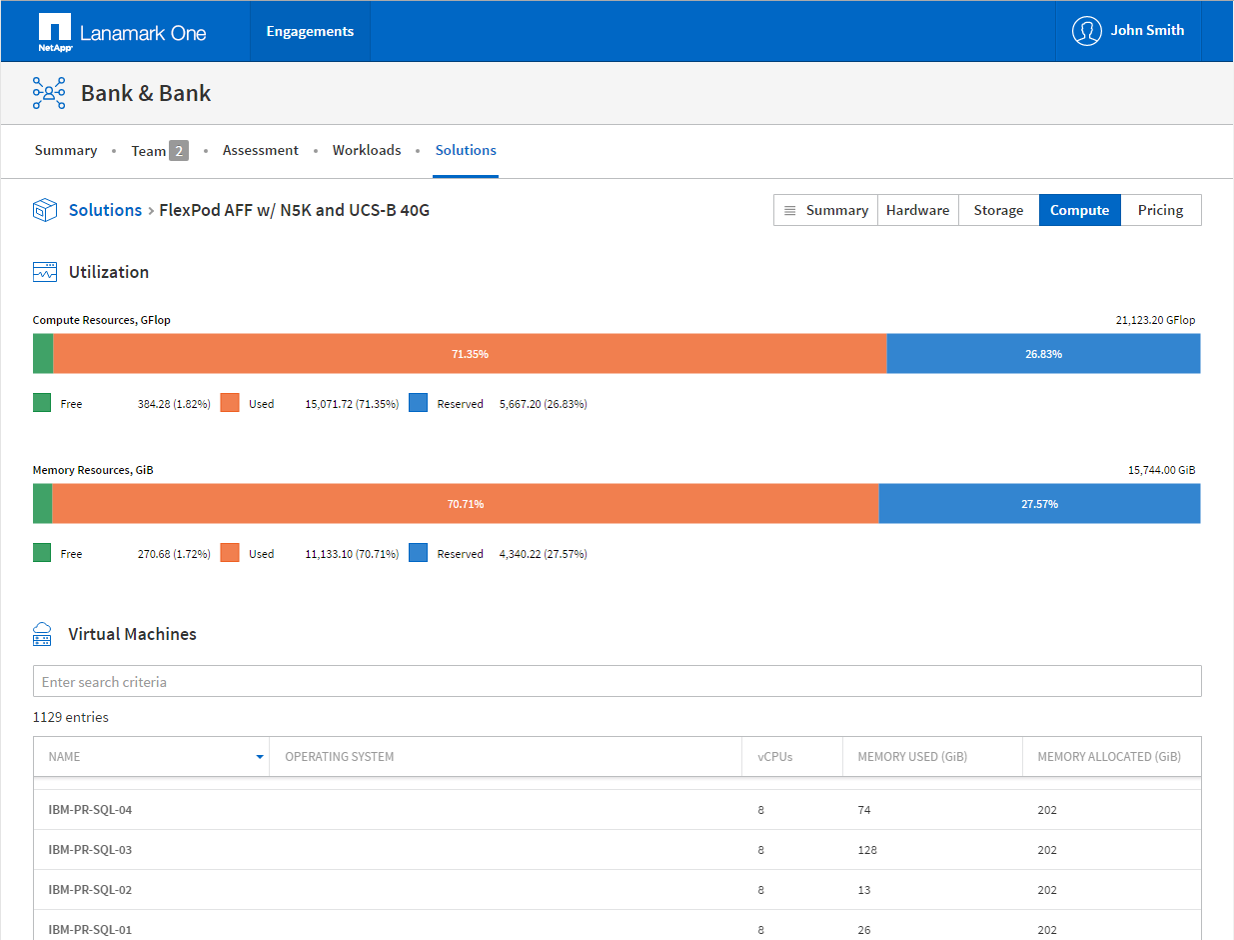 NetApp Lanamark One Engagements John Smith
Bank & Bank
Summary • Team 2 • Assessment • Workloads • Solutions
Solutions › FlexPod AFF w/ N5K and UCS-B 40G Summary Hardware Storage Compute Pricing
Utilization
Compute Resources, GFlop 21,123.20 GFlop
71.35% 26.83%
Free 384.28 (1.82%) Used 15,071.72 (71.35%) Reserved 5,667.20 (26.83%)
Memory Resources, GiB 15,744.00 GiB
70.71% 27.57%
Free 270.68 (1.72%) Used 11,133.10 (70.71%) Reserved 4,340.22 (27.57%)
Virtual Machines
Enter search criteria
1129 entries
NAME OPERATING SYSTEM vCPUs MEMORY USED (GiB) MEMORY ALLOCATED (GiB)
IBM-PR-SQL-04 8 74 202
IBM-PR-SQL-03 8 128 202
IBM-PR-SQL-02 8 13 202
IBM-PR-SQL-01 8 26 202